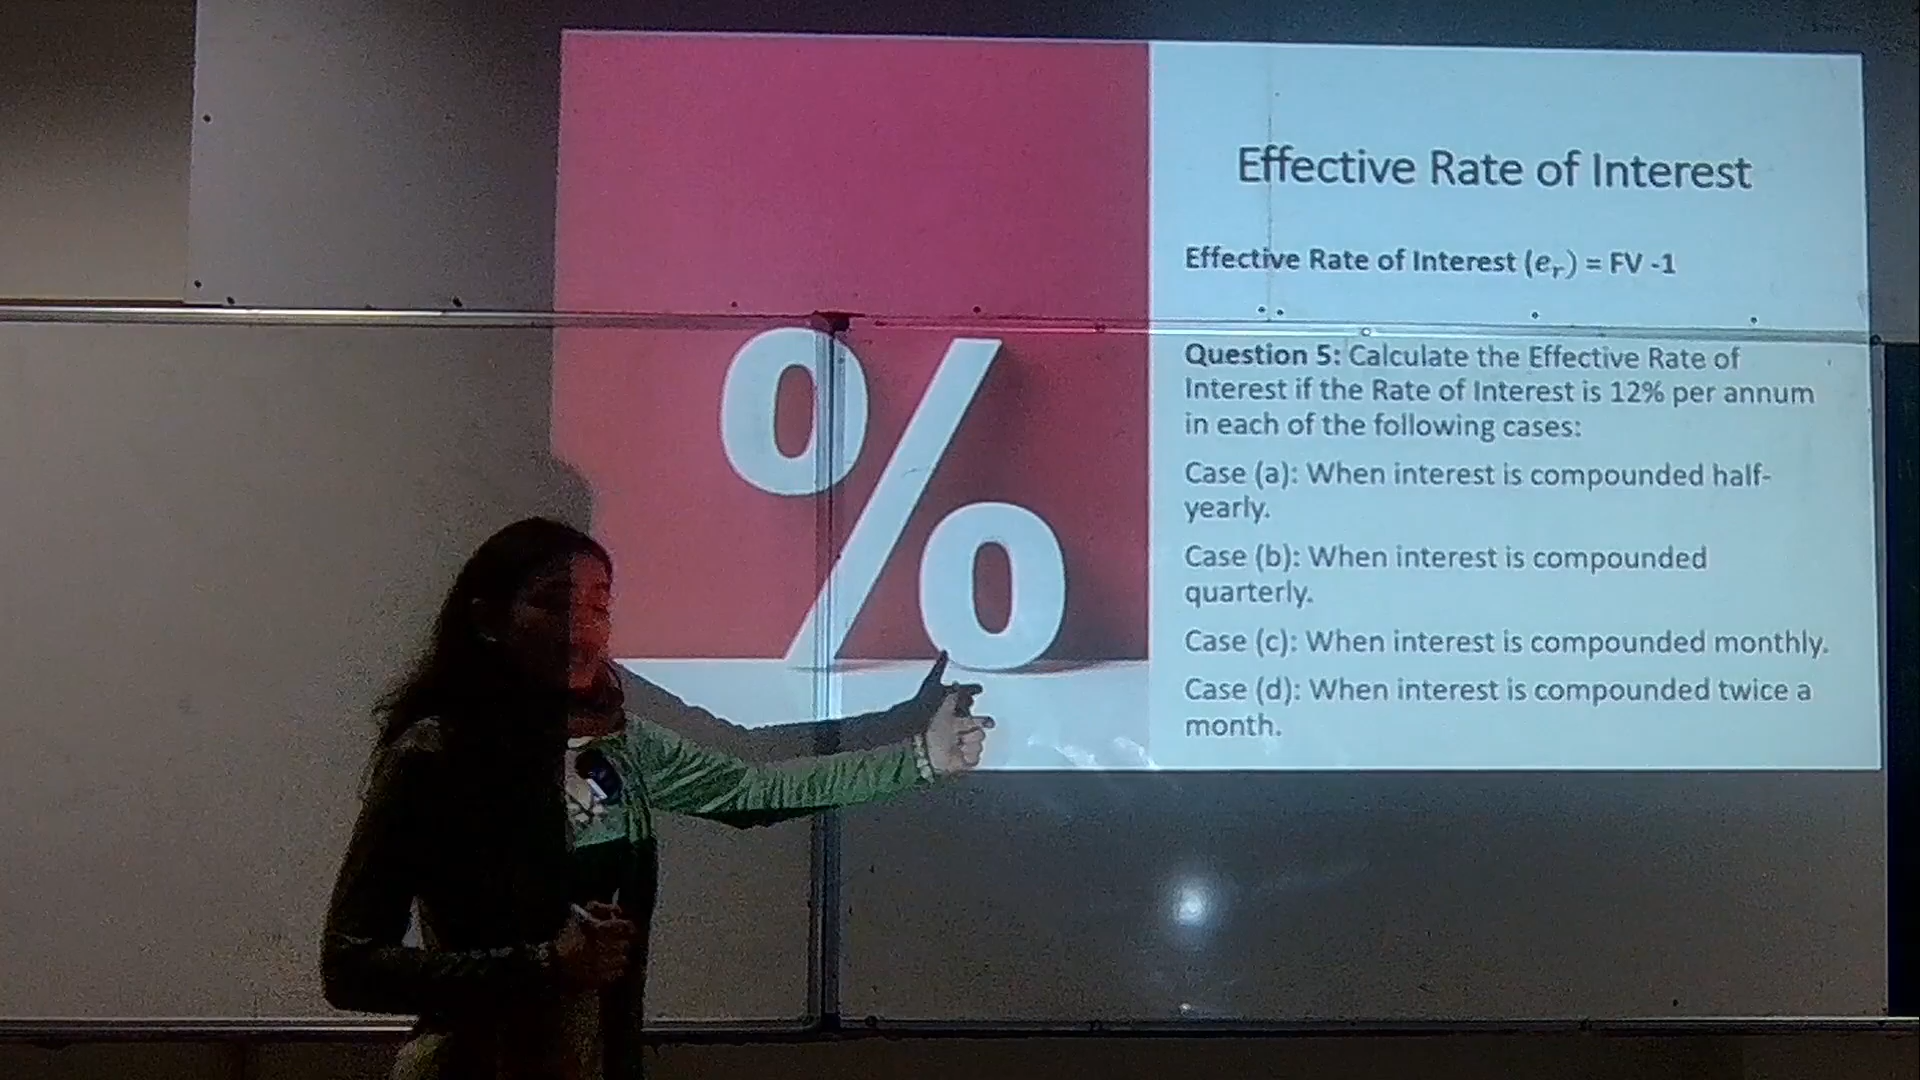 %
Effective Rate of Interest
Effective Rate of Interest (eᵣ) = FV -1
Question 5: Calculate the Effective Rate of
Interest if the Rate of Interest is 12% per annum
in each of the following cases:
Case (a): When interest is compounded half-
yearly.
Case (b): When interest is compounded
quarterly.
Case (c): When interest is compounded monthly.
Case (d): When interest is compounded twice a
month.